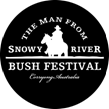 THE MAN FROM
SNOWY RIVER
BUSH FESTIVAL
Corryong Australia